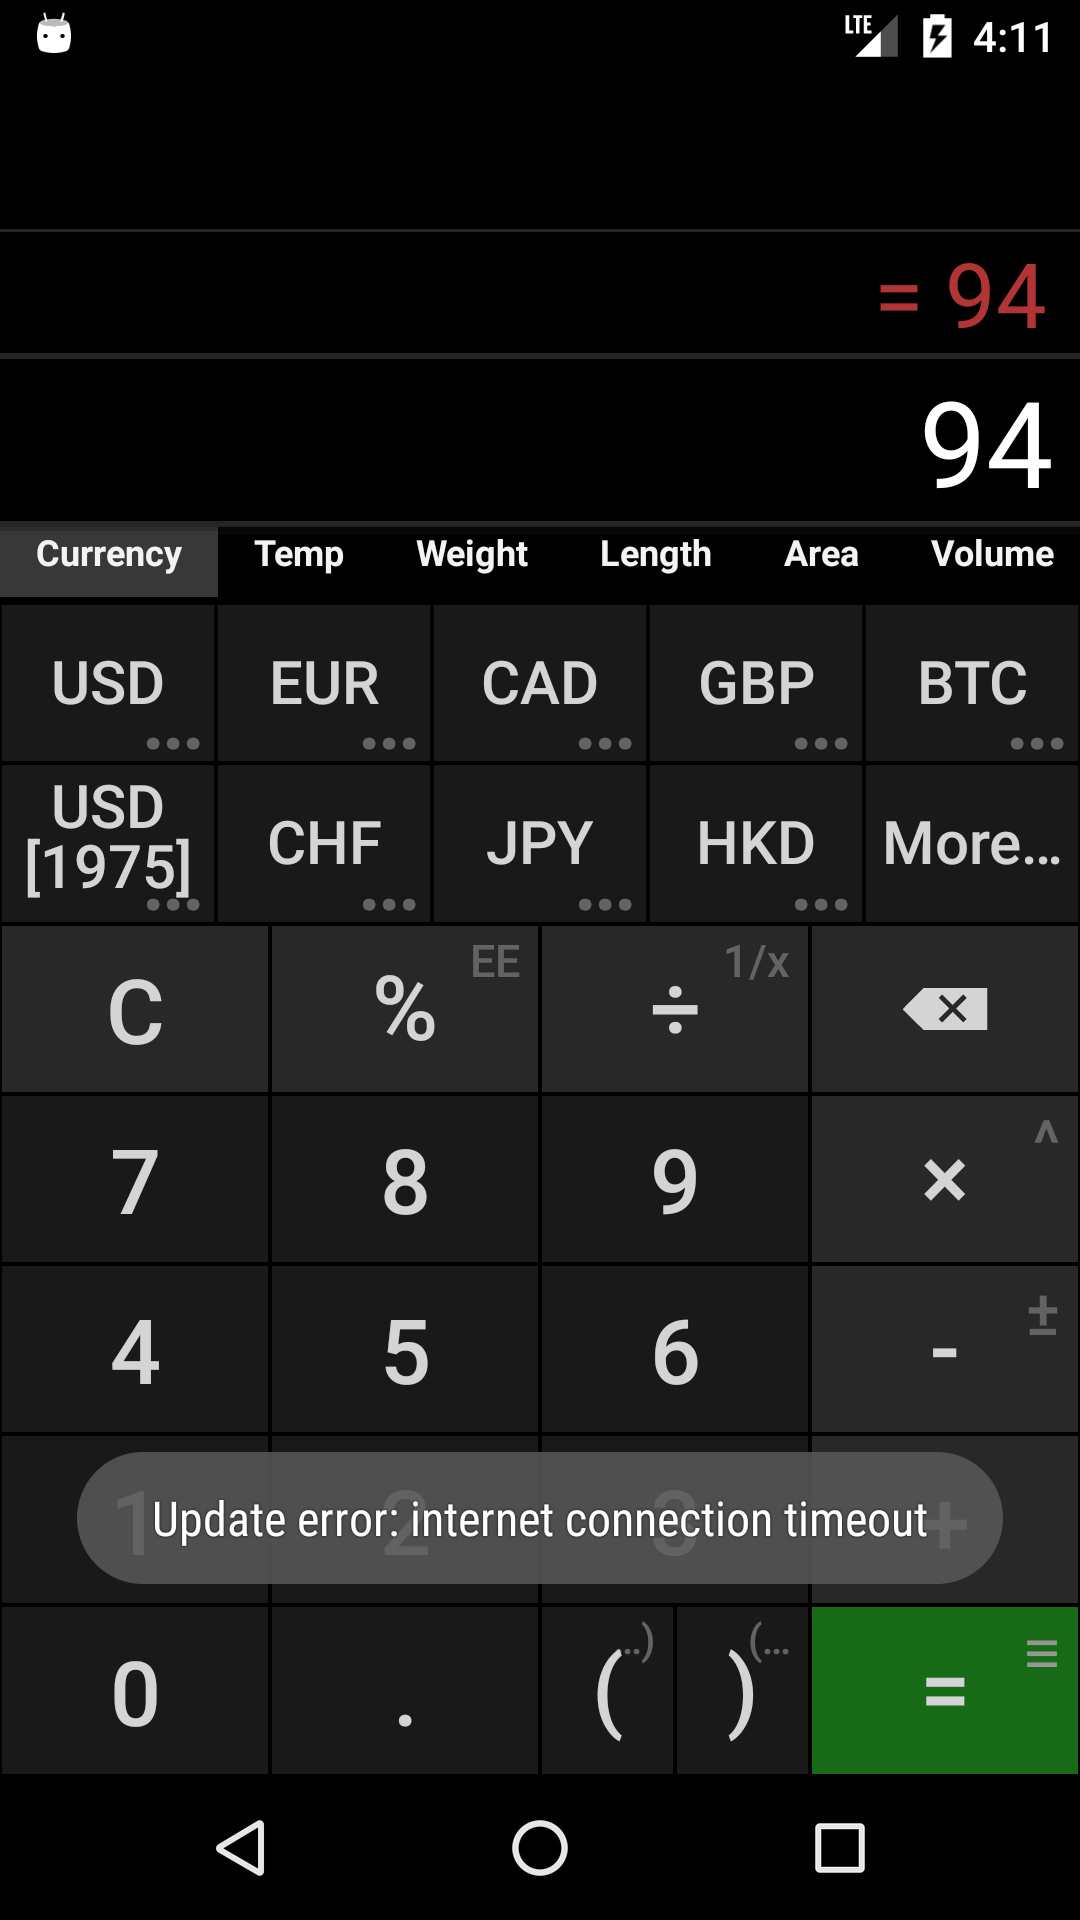 LTE 4:11
= 94
94
Currency Temp Weight Length Area Volume
USD EUR CAD GBP BTC
USD [1975] CHF JPY HKD More...
C % EE ÷ 1/x
7 8 9 × ^
4 5 6 - ±
1 2 3 +
Update error: internet connection timeout
0 . ( ..) ) (... =